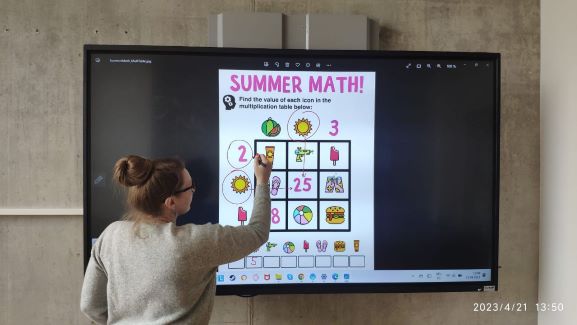 SUMMER MATH!
Find the value of each icon in the
multiplication table below:
3
2
25
8
5
2023/4/21 13:50